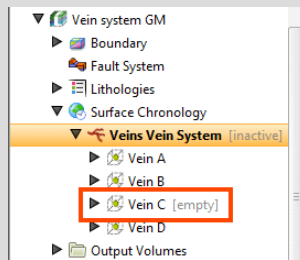 Vein system GM
Boundary
Fault System
Lithologies
Surface Chronology
Veins Vein System [inactive]
Vein A
Vein B
Vein C [empty]
Vein D
Output Volumes